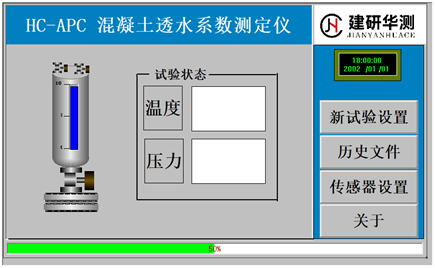 HC-APC 混凝土透水系数测定仪
建研华测
JIANYANHUACE
18:00:00
2002 /01 /01
试验状态
温度
压力
新试验设置
历史文件
传感器设置
关于
50%